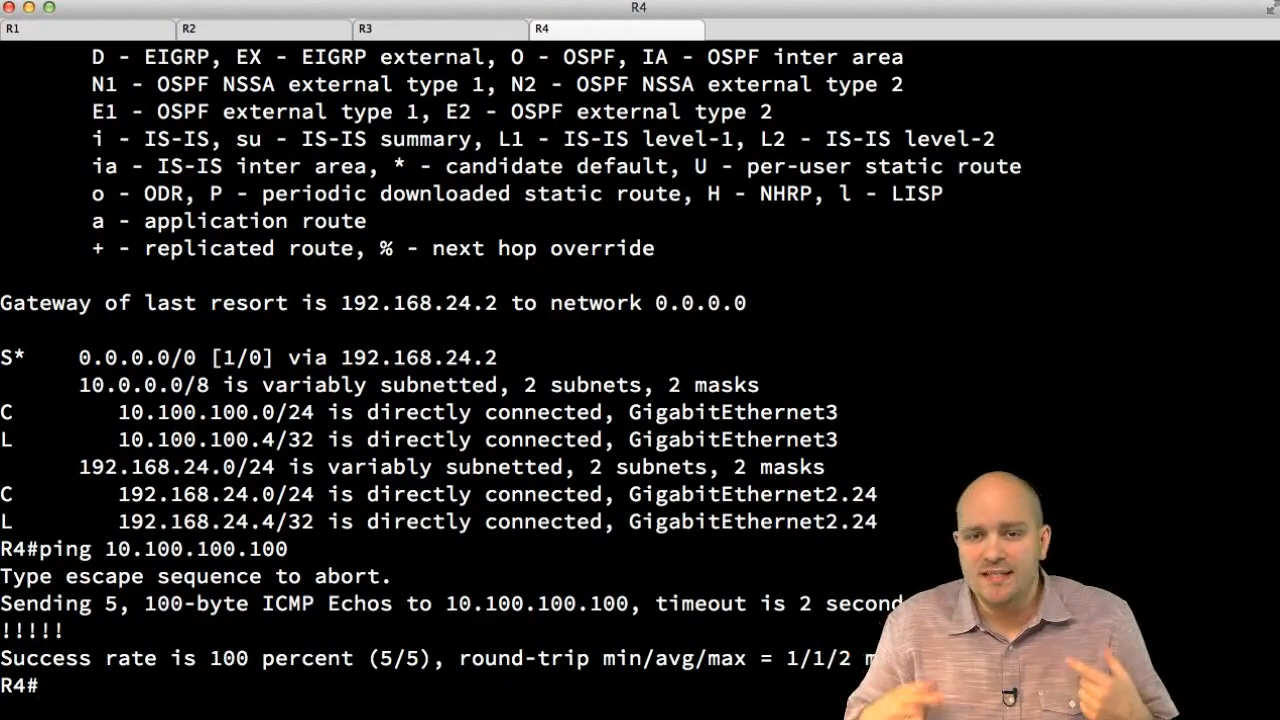 R4
R1
R2
R3
R4
D - EIGRP, EX - EIGRP external, O - OSPF, IA - OSPF inter area
N1 - OSPF NSSA external type 1, N2 - OSPF NSSA external type 2
E1 - OSPF external type 1, E2 - OSPF external type 2
i - IS-IS, su - IS-IS summary, L1 - IS-IS level-1, L2 - IS-IS level-2
ia - IS-IS inter area, * - candidate default, U - per-user static route
o - ODR, P - periodic downloaded static route, H - NHRP, l - LISP
a - application route
+ - replicated route, % - next hop override
Gateway of last resort is 192.168.24.2 to network 0.0.0.0
S* 0.0.0.0/0 [1/0] via 192.168.24.2
10.0.0.0/8 is variably subnetted, 2 subnets, 2 masks
C 10.100.100.0/24 is directly connected, GigabitEthernet3
L 10.100.100.4/32 is directly connected, GigabitEthernet3
192.168.24.0/24 is variably subnetted, 2 subnets, 2 masks
C 192.168.24.0/24 is directly connected, GigabitEthernet2.24
L 192.168.24.4/32 is directly connected, GigabitEthernet2.24
R4#ping 10.100.100.100
Type escape sequence to abort.
Sending 5, 100-byte ICMP Echos to 10.100.100.100, timeout is 2 second
!!!!!
Success rate is 100 percent (5/5), round-trip min/avg/max = 1/1/2 m
R4#